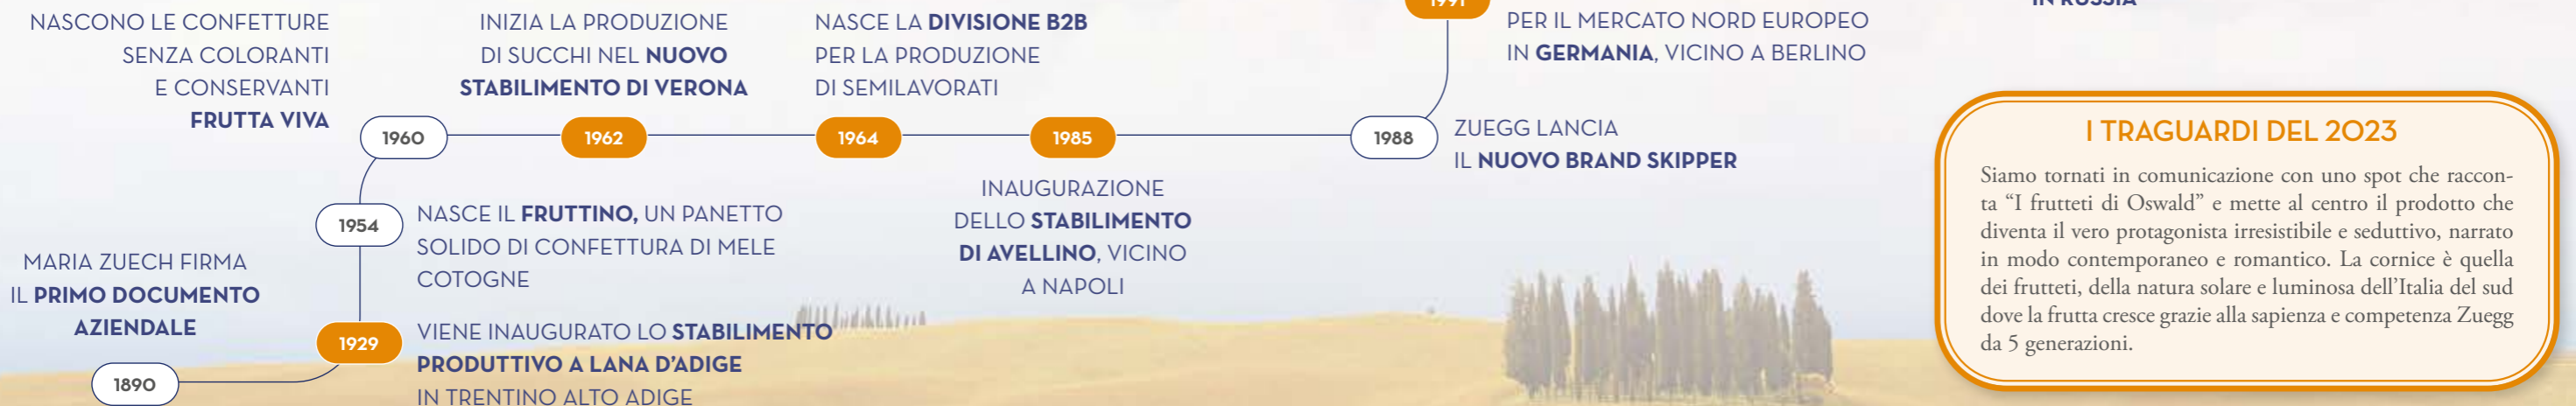 NASCONO LE CONFETTURE
SENZA COLORANTI
E CONSERVANTI
FRUTTA VIVA
INIZIA LA PRODUZIONE
DI SUCCHI NEL NUOVO
STABILIMENTO DI VERONA
NASCE LA DIVISIONE B2B
PER LA PRODUZIONE
DI SEMILAVORATI
1991
PER IL MERCATO NORD EUROPEO
IN GERMANIA, VICINO A BERLINO
IN RUSSIA
1960
1962
1964
1985
1988
ZUEGG LANCIA
IL NUOVO BRAND SKIPPER
INAUGURAZIONE
DELLO STABILIMENTO
DI AVELLINO, VICINO
A NAPOLI
1954
NASCE IL FRUTTINO, UN PANETTO
SOLIDO DI CONFETTURA DI MELE
COTOGNE
MARIA ZUECH FIRMA
IL PRIMO DOCUMENTO
AZIENDALE
1929
VIENE INAUGURATO LO STABILIMENTO
PRODUTTIVO A LANA D'ADIGE
IN TRENTINO ALTO ADIGE
1890
I TRAGUARDI DEL 2023
Siamo tornati in comunicazione con uno spot che raccon-
ta “I frutteti di Oswald” e mette al centro il prodotto che
diventa il vero protagonista irresistibile e seduttivo, narrato
in modo contemporaneo e romantico. La cornice è quella
dei frutteti, della natura solare e luminosa dell’Italia del sud
dove la frutta cresce grazie alla sapienza e competenza Zuegg
da 5 generazioni.